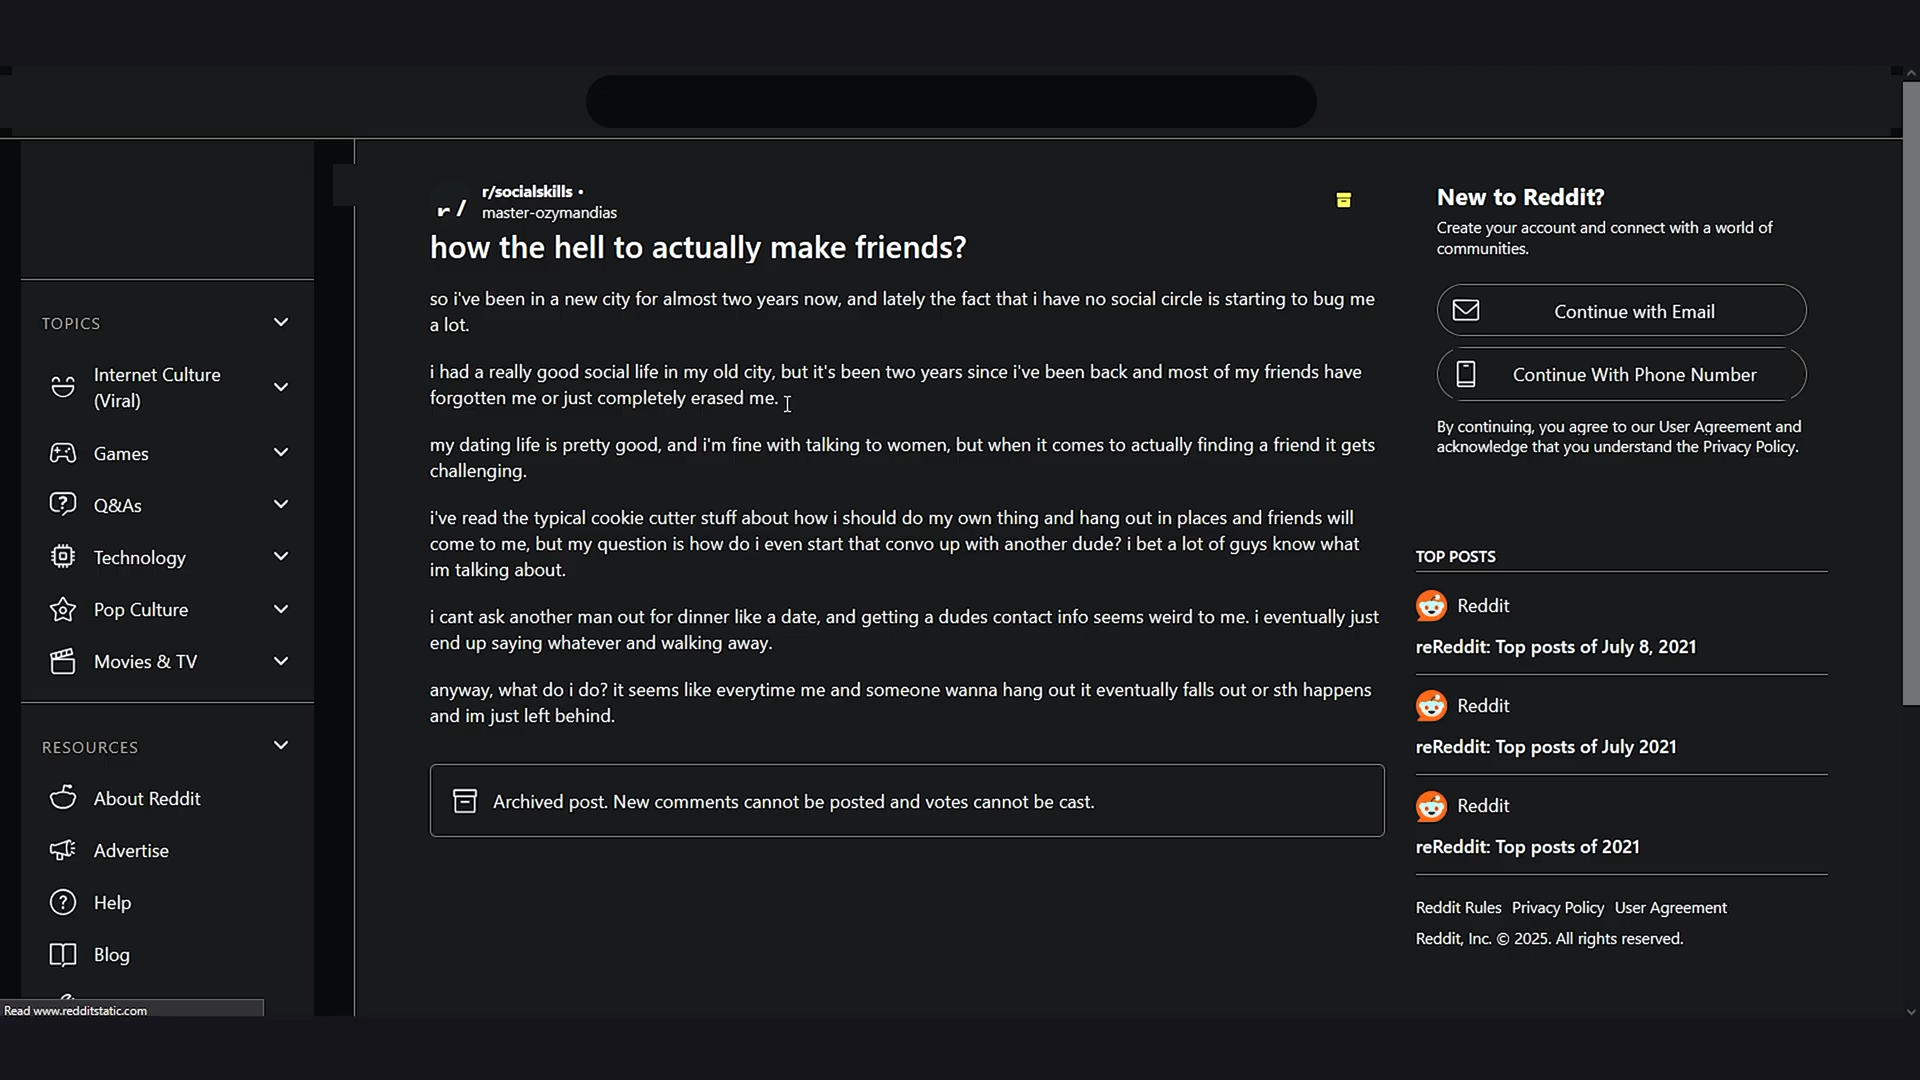 TOPICS
Internet Culture
(Viral)
Games
Q&As
Technology
Pop Culture
Movies & TV
RESOURCES
About Reddit
Advertise
Help
Blog
Read www.redditstatic.com
r/
r/socialskills •
master-ozymandias
how the hell to actually make friends?
so i've been in a new city for almost two years now, and lately the fact that i have no social circle is starting to bug me
a lot.
i had a really good social life in my old city, but it's been two years since i've been back and most of my friends have
forgotten me or just completely erased me.
my dating life is pretty good, and i'm fine with talking to women, but when it comes to actually finding a friend it gets
challenging.
i've read the typical cookie cutter stuff about how i should do my own thing and hang out in places and friends will
come to me, but my question is how do i even start that convo up with another dude? i bet a lot of guys know what
im talking about.
i cant ask another man out for dinner like a date, and getting a dudes contact info seems weird to me. i eventually just
end up saying whatever and walking away.
anyway, what do i do? it seems like everytime me and someone wanna hang out it eventually falls out or sth happens
and im just left behind.
Archived post. New comments cannot be posted and votes cannot be cast.
New to Reddit?
Create your account and connect with a world of
communities.
Continue with Email
Continue With Phone Number
By continuing, you agree to our User Agreement and
acknowledge that you understand the Privacy Policy.
TOP POSTS
Reddit
reReddit: Top posts of July 8, 2021
Reddit
reReddit: Top posts of July 2021
Reddit
reReddit: Top posts of 2021
Reddit Rules Privacy Policy User Agreement
Reddit, Inc. © 2025. All rights reserved.